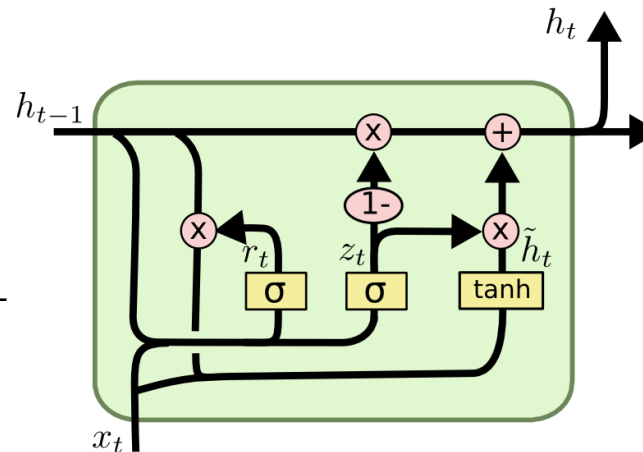 h_t
h_{t-1}
x
+
1-
x
r_t
z_t
x
h̃_t
σ
σ
tanh
x_t